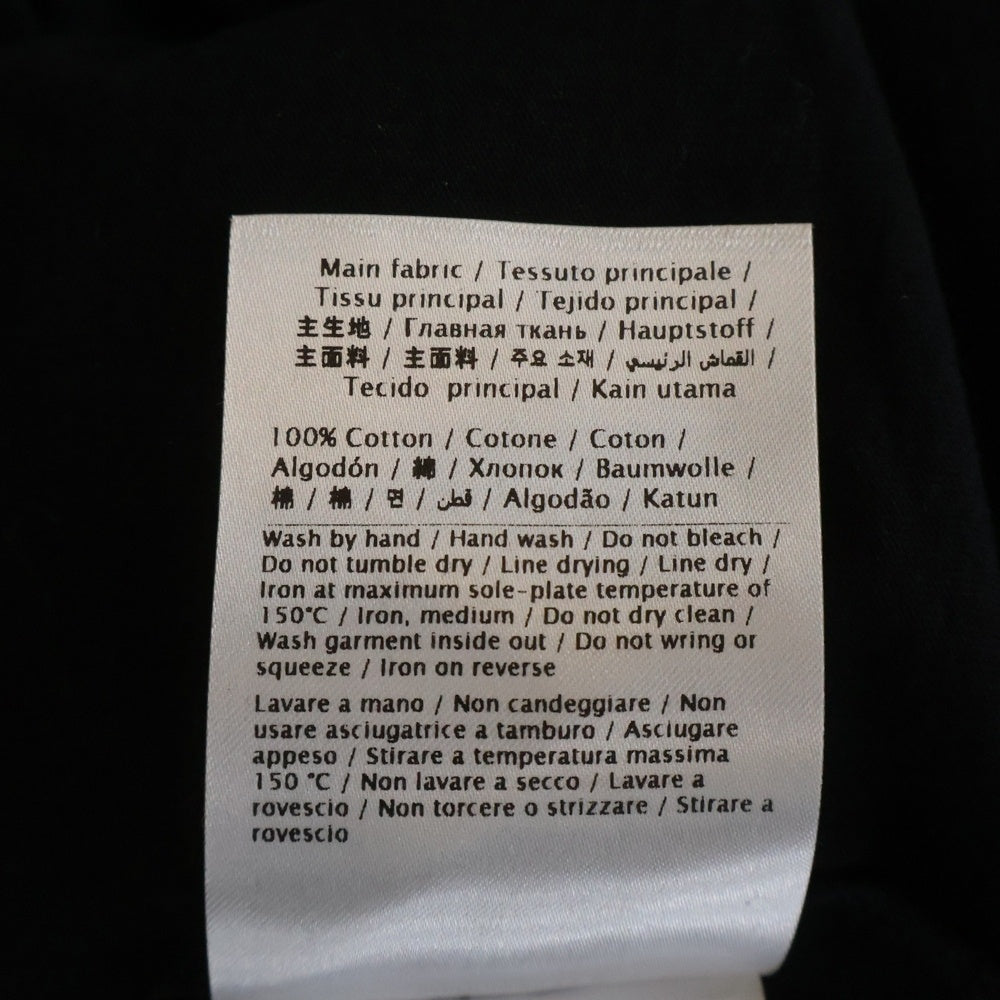 Main fabric / Tessuto principale /
Tissu principal / Tejido principal /
主生地 / Главная ткань / Hauptstoff /
主面料 / 主面料 / 주요 소재 / القماش الرئيسي /
Tecido principal / Kain utama
100% Cotton / Cotone / Coton /
Algodón / 綿 / Хлопок / Baumwolle /
棉 / 棉 / 면 / قطن / Algodão / Katun
Wash by hand / Hand wash / Do not bleach /
Do not tumble dry / Line drying / Line dry /
Iron at maximum sole-plate temperature of
150°C / Iron, medium / Do not dry clean /
Wash garment inside out / Do not wring or
squeeze / Iron on reverse
Lavare a mano / Non candeggiare / Non
usare asciugatrice a tamburo / Asciugare
appeso / Stirare a temperatura massima
150 °C / Non lavare a secco / Lavare a
rovescio / Non torcere o strizzare / Stirare a
rovescio